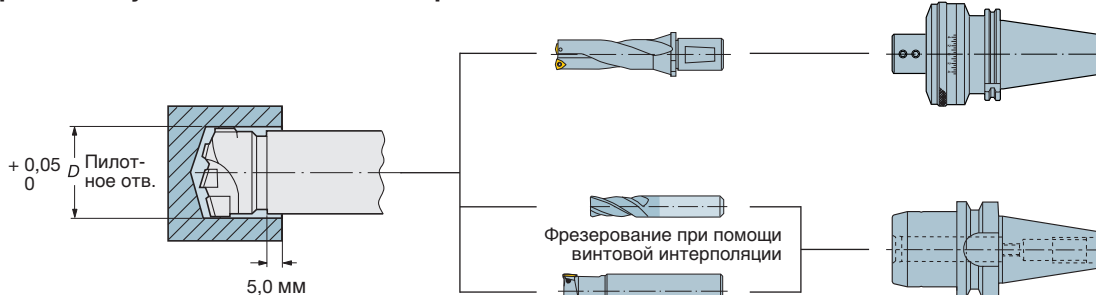 + 0,05
0
D
Пилот-
ное отв.
5,0 мм
Фрезерование при помощи
винтовой интерполяции